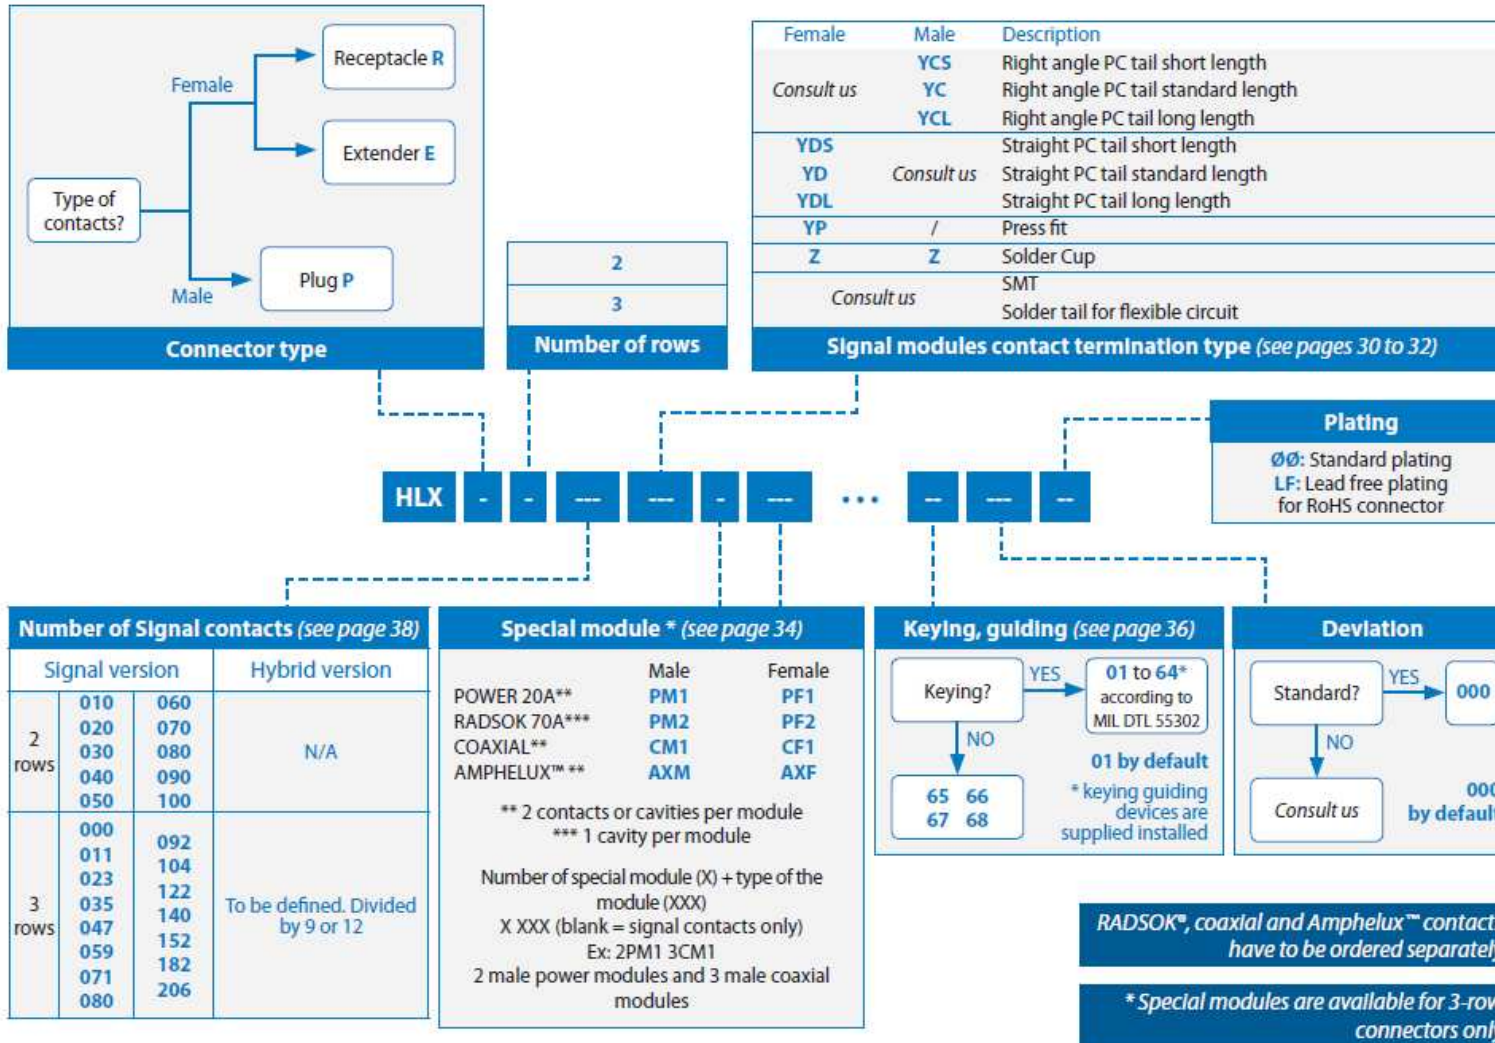 Type of
contacts?
Female
Male
Receptacle R
Extender E
Plug P
Connector type
2
3
Number of rows
Female Male Description
Consult us
YCS Right angle PC tail short length
YC Right angle PC tail standard length
YCL Right angle PC tail long length
YDS Straight PC tail short length
YD Consult us Straight PC tail standard length
YDL Straight PC tail long length
YP / Press fit
Z Z Solder Cup
Consult us
SMT
Solder tail for flexible circuit
Signal modules contact termination type (see pages 30 to 32)
Plating
ØØ: Standard plating
LF: Lead free plating
for RoHS connector
HLX - - --- --- - --- ... -- --- --
Number of Signal contacts (see page 38)
Signal version Hybrid version
2
rows
010 060
020 070
030 080
040 090
050 100
N/A
3
rows
000
011
023
035
047
059
071
080
092
104
122
140
152
182
206
To be defined. Divided
by 9 or 12
Special module * (see page 34)
Male Female
POWER 20A** PM1 PF1
RADSOK 70A*** PM2 PF2
COAXIAL** CM1 CF1
AMPHELUX™ ** AXM AXF
** 2 contacts or cavities per module
*** 1 cavity per module
Number of special module (X) + type of the
module (XXX)
X XXX (blank = signal contacts only)
Ex: 2PM1 3CM1
2 male power modules and 3 male coaxial
modules
Keying, guiding (see page 36)
Keying?
YES
01 to 64*
according to
MIL DTL 55302
NO
65 66
67 68
01 by default
* keying guiding
devices are
supplied installed
Deviation
Standard?
YES
000
NO
Consult us
000
by default
RADSOK®, coaxial and Amphelux™ contact
have to be ordered separately
* Special modules are available for 3-row
connectors only